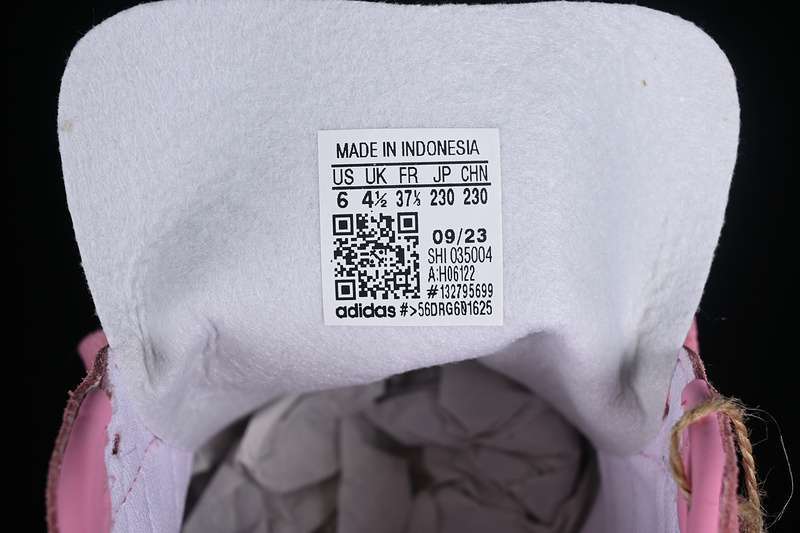 MADE IN INDONESIA
US UK FR JP CHN
6 4½ 37⅓ 230 230
09/23
SHI 035004
A:H06122
#132795699
adidas #>56DRG601625